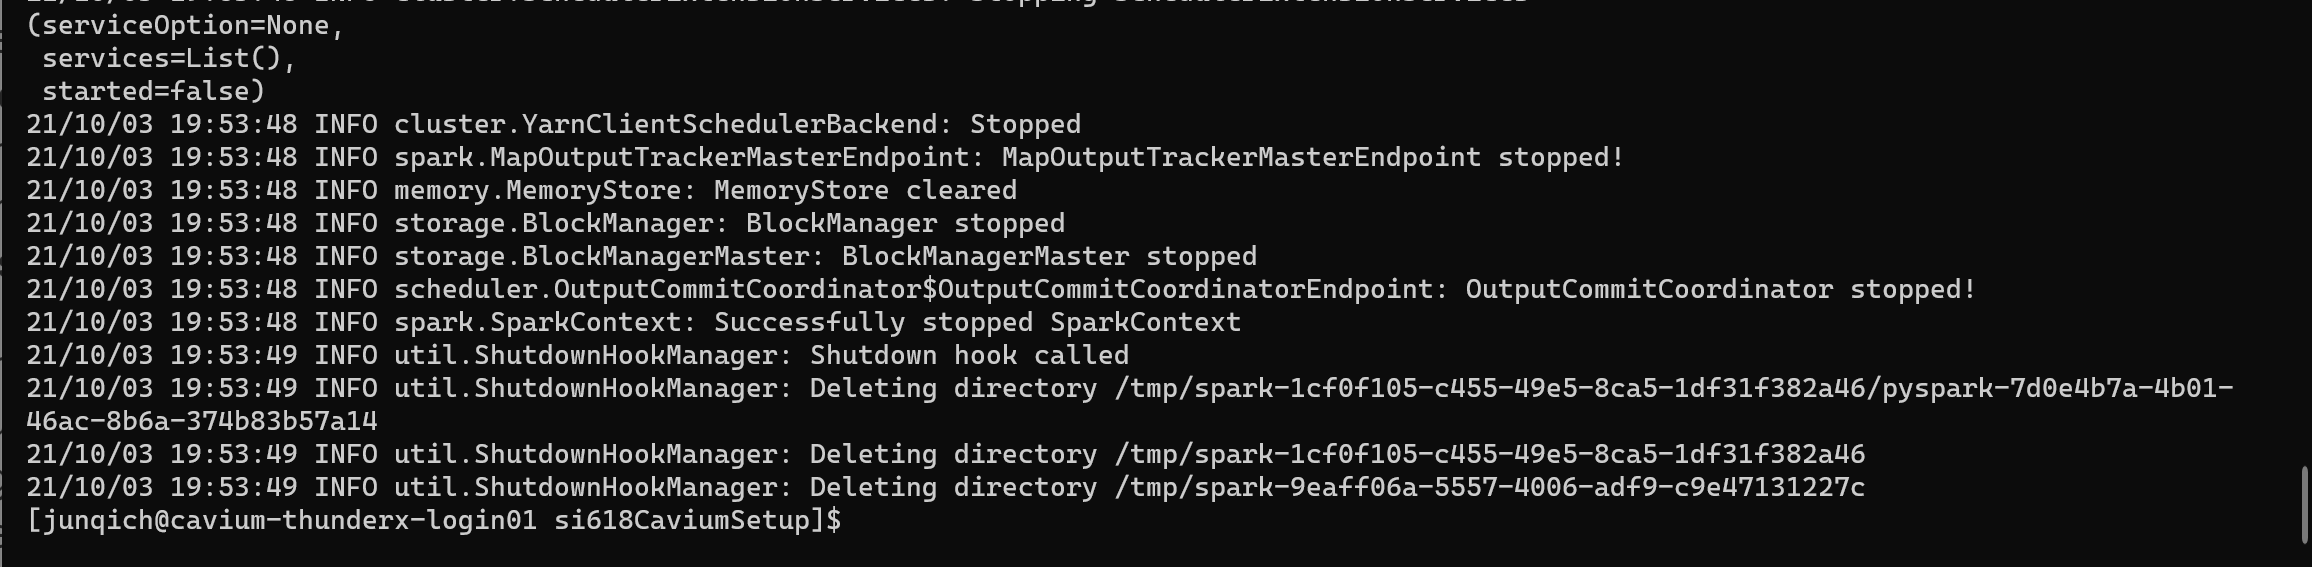 (serviceOption=None,
services=List(),
started=false)
21/10/03 19:53:48 INFO cluster.YarnClientSchedulerBackend: Stopped
21/10/03 19:53:48 INFO spark.MapOutputTrackerMasterEndpoint: MapOutputTrackerMasterEndpoint stopped!
21/10/03 19:53:48 INFO memory.MemoryStore: MemoryStore cleared
21/10/03 19:53:48 INFO storage.BlockManager: BlockManager stopped
21/10/03 19:53:48 INFO storage.BlockManagerMaster: BlockManagerMaster stopped
21/10/03 19:53:48 INFO scheduler.OutputCommitCoordinator$OutputCommitCoordinatorEndpoint: OutputCommitCoordinator stopped!
21/10/03 19:53:48 INFO spark.SparkContext: Successfully stopped SparkContext
21/10/03 19:53:49 INFO util.ShutdownHookManager: Shutdown hook called
21/10/03 19:53:49 INFO util.ShutdownHookManager: Deleting directory /tmp/spark-1cf0f105-c455-49e5-8ca5-1df31f382a46/pyspark-7d0e4b7a-4b01-
46ac-8b6a-374b83b57a14
21/10/03 19:53:49 INFO util.ShutdownHookManager: Deleting directory /tmp/spark-1cf0f105-c455-49e5-8ca5-1df31f382a46
21/10/03 19:53:49 INFO util.ShutdownHookManager: Deleting directory /tmp/spark-9eaff06a-5557-4006-adf9-c9e47131227c
[junqich@cavium-thunderx-login01 si618CaviumSetup]$